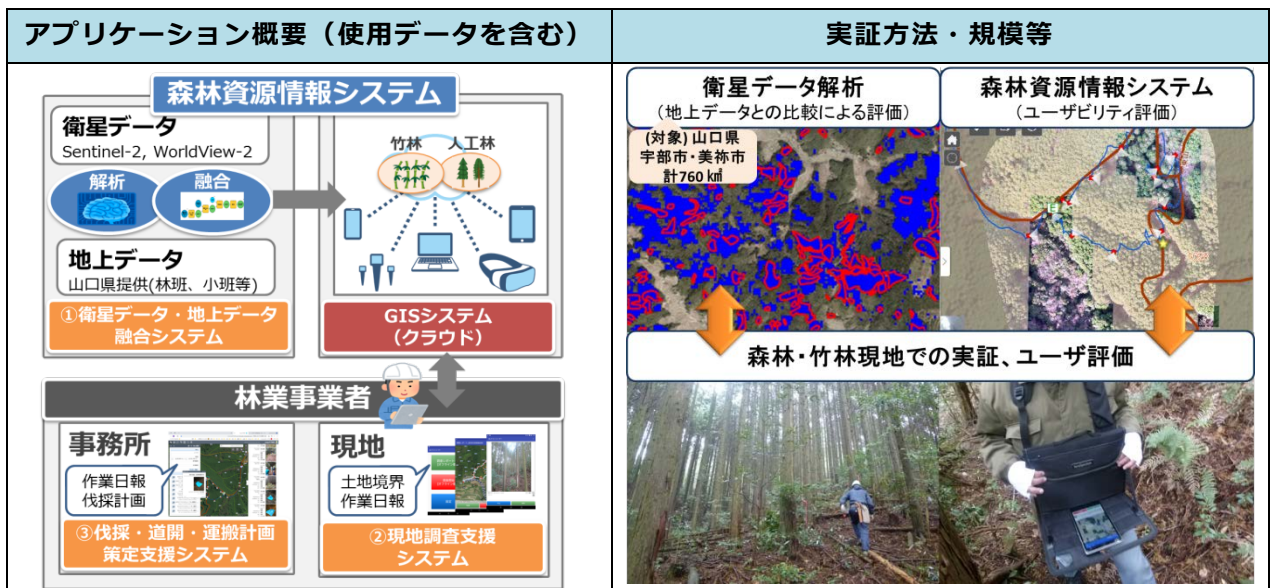 アプリケーション概要（使用データを含む）
森林資源情報システム
衛星データ
Sentinel-2, WorldView-2
解析
融合
地上データ
山口県提供(林班、小班等)
①衛星データ・地上データ
融合システム
竹林
人工林
GISシステム
（クラウド）
林業事業者
事務所
作業日報
伐採計画
③伐採・道開・運搬計画
策定支援システム
現地
土地境界
作業日報
②現地調査支援
システム
実証方法・規模等
衛星データ解析
（地上データとの比較による評価）
(対象) 山口県
宇部市・美祢市
計760㎢
森林資源情報システム
（ユーザビリティ評価）
森林・竹林現地での実証、ユーザ評価